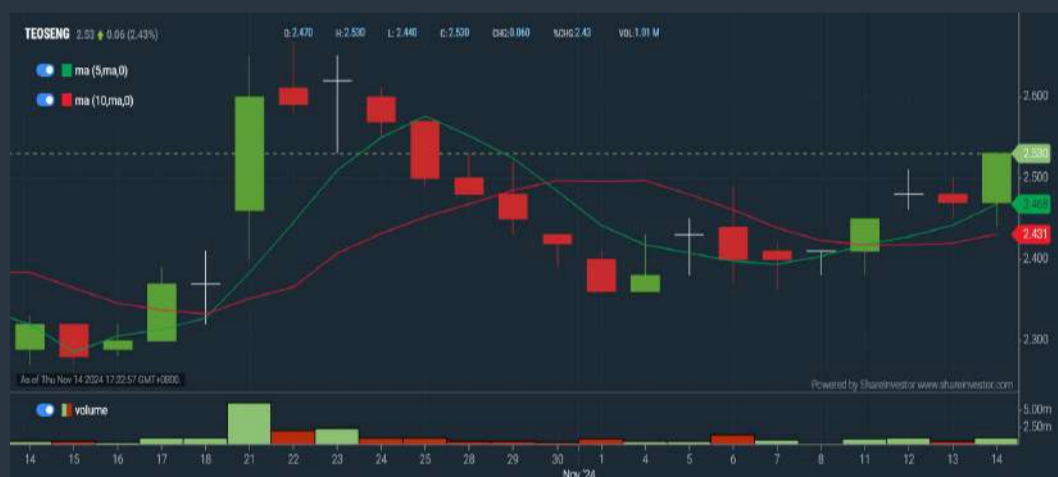 TEOSENG 2.53 0.06 (2.43%) O:2.470 H:2.530 L:2.440 C:2.530 CHG:0.060 %CHG:2.43 VOL:1.01 M
ma (5,ma,0)
ma (10,ma,0)
2.600
2.530
2.500
2.468
2.431
2.400
2.300
As of Thu Nov 14 2024 17:22:57 GMT+0800.
Powered by ShareInvestor www.shareinvestor.com
volume
5.00m
2.50m
14 15 16 17 18 21 22 23 24 25 28 29 30 1 4 5 6 7 8 11 12 13 14
Nov '24